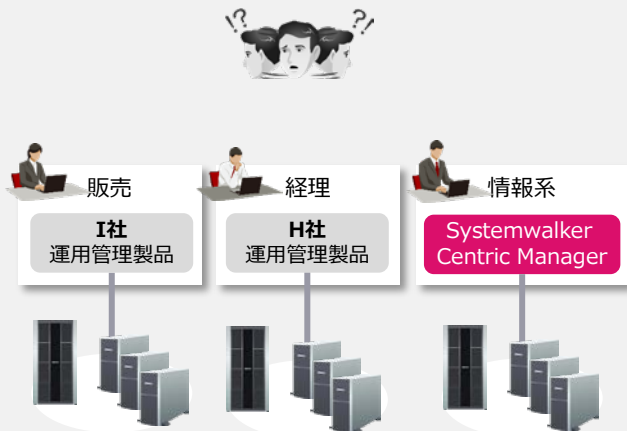 !?
?!
販売
I社
運用管理製品
経理
H社
運用管理製品
情報系
Systemwalker
Centric Manager